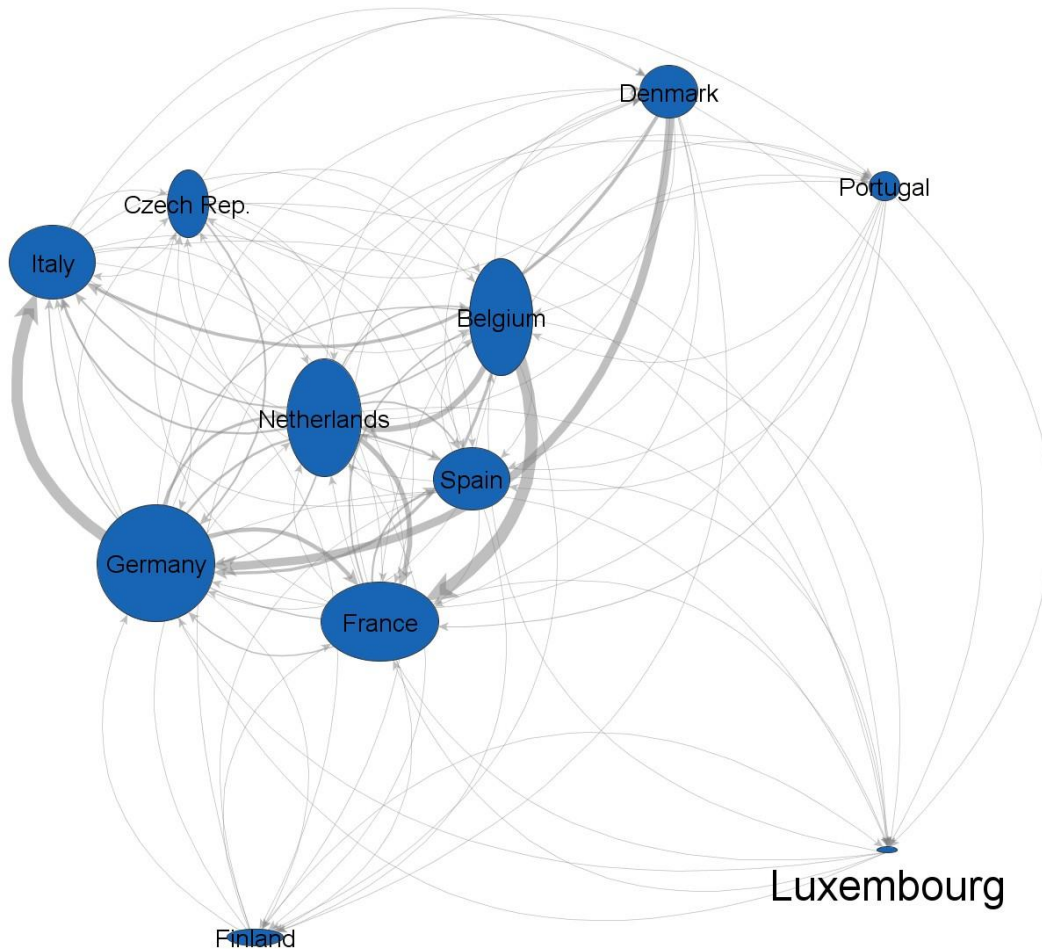 Denmark
Portugal
Czech Rep.
Italy
Belgium
Netherlands
Spain
Germany
France
Luxembourg
Finland